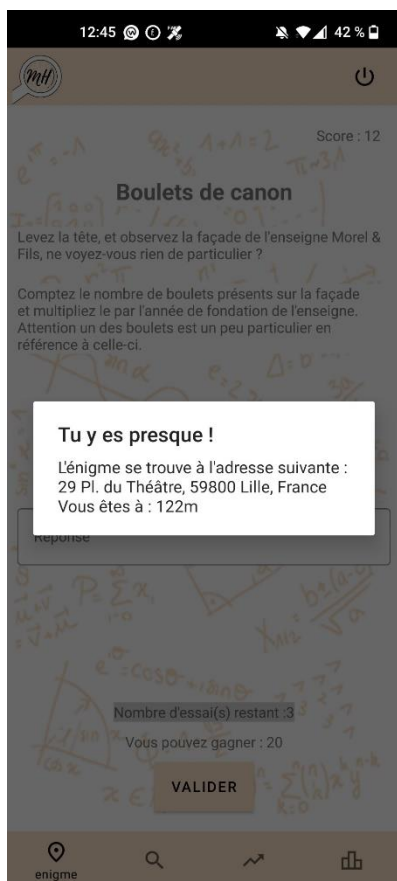 12:45
42 %
MH
Score : 12
Boulets de canon
Levez la tête, et observez la façade de l'enseigne Morel &
Fils, ne voyez-vous rien de particulier ?
Comptez le nombre de boulets présents sur la façade
et multipliez le par l'année de fondation de l'enseigne.
Attention un des boulets est un peu particulier en
référence à celle-ci.
Tu y es presque !
L'énigme se trouve à l'adresse suivante :
29 Pl. du Théâtre, 59800 Lille, France
Vous êtes à : 122m
Réponse
Nombre d'essai(s) restant :3
Vous pouvez gagner : 20
VALIDER
enigme